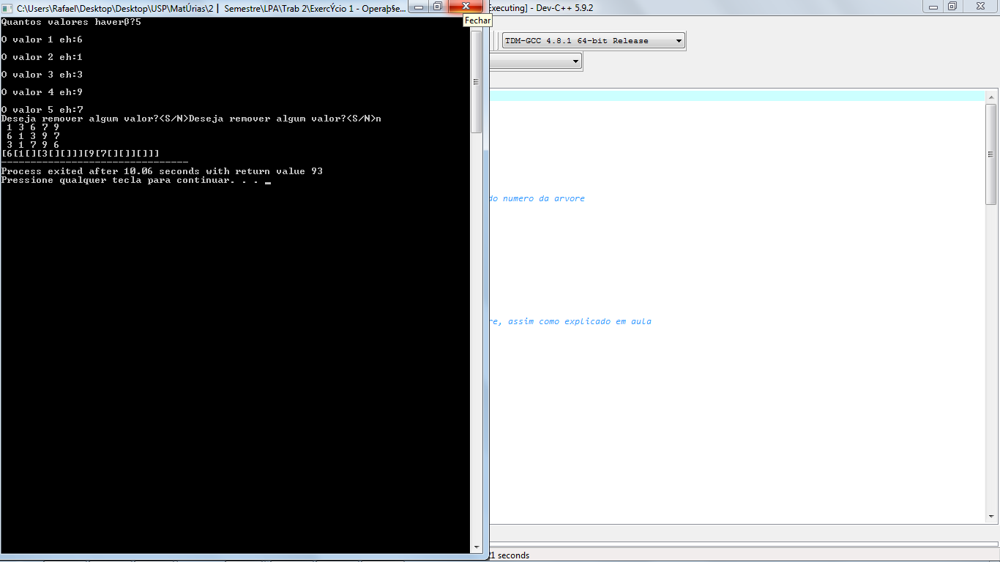 C:\Users\Rafael\Desktop\Desktop\USP\MatÚrias\2 | Semestre\LPA\Trab 2\ExercÝcio 1 - Operaþ§e...
Executing] - Dev-C++ 5.9.2
Fechar
TDM-GCC 4.8.1 64-bit Release
Quantos valores haverß?5
O valor 1 eh:6
O valor 2 eh:1
O valor 3 eh:3
O valor 4 eh:9
O valor 5 eh:7
Deseja remover algum valor?<S/N>Deseja remover algum valor?<S/N>n
1 3 6 7 9
6 1 3 9 7
3 1 7 9 6
[6[1[][3[][]]][9[7[][]][]]]
--------------------------------
Process exited after 10.06 seconds with return value 93
Pressione qualquer tecla para continuar. . . _
do numero da arvore
re, assim como explicado em aula
21 seconds